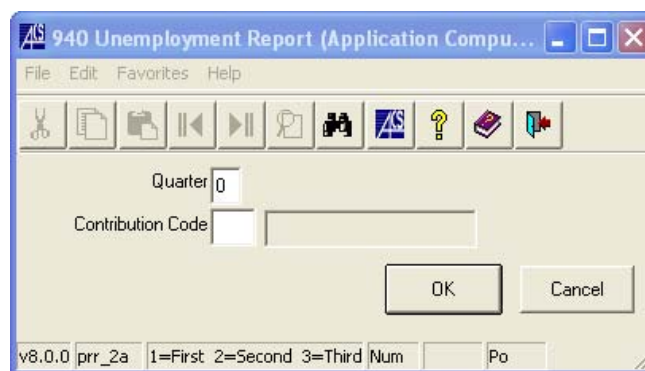 940 Unemployment Report (Application Compu...
File Edit Favorites Help
ACS
Quarter 0
Contribution Code
OK Cancel
v8.0.0 prr_2a 1=First 2=Second 3=Third Num Po